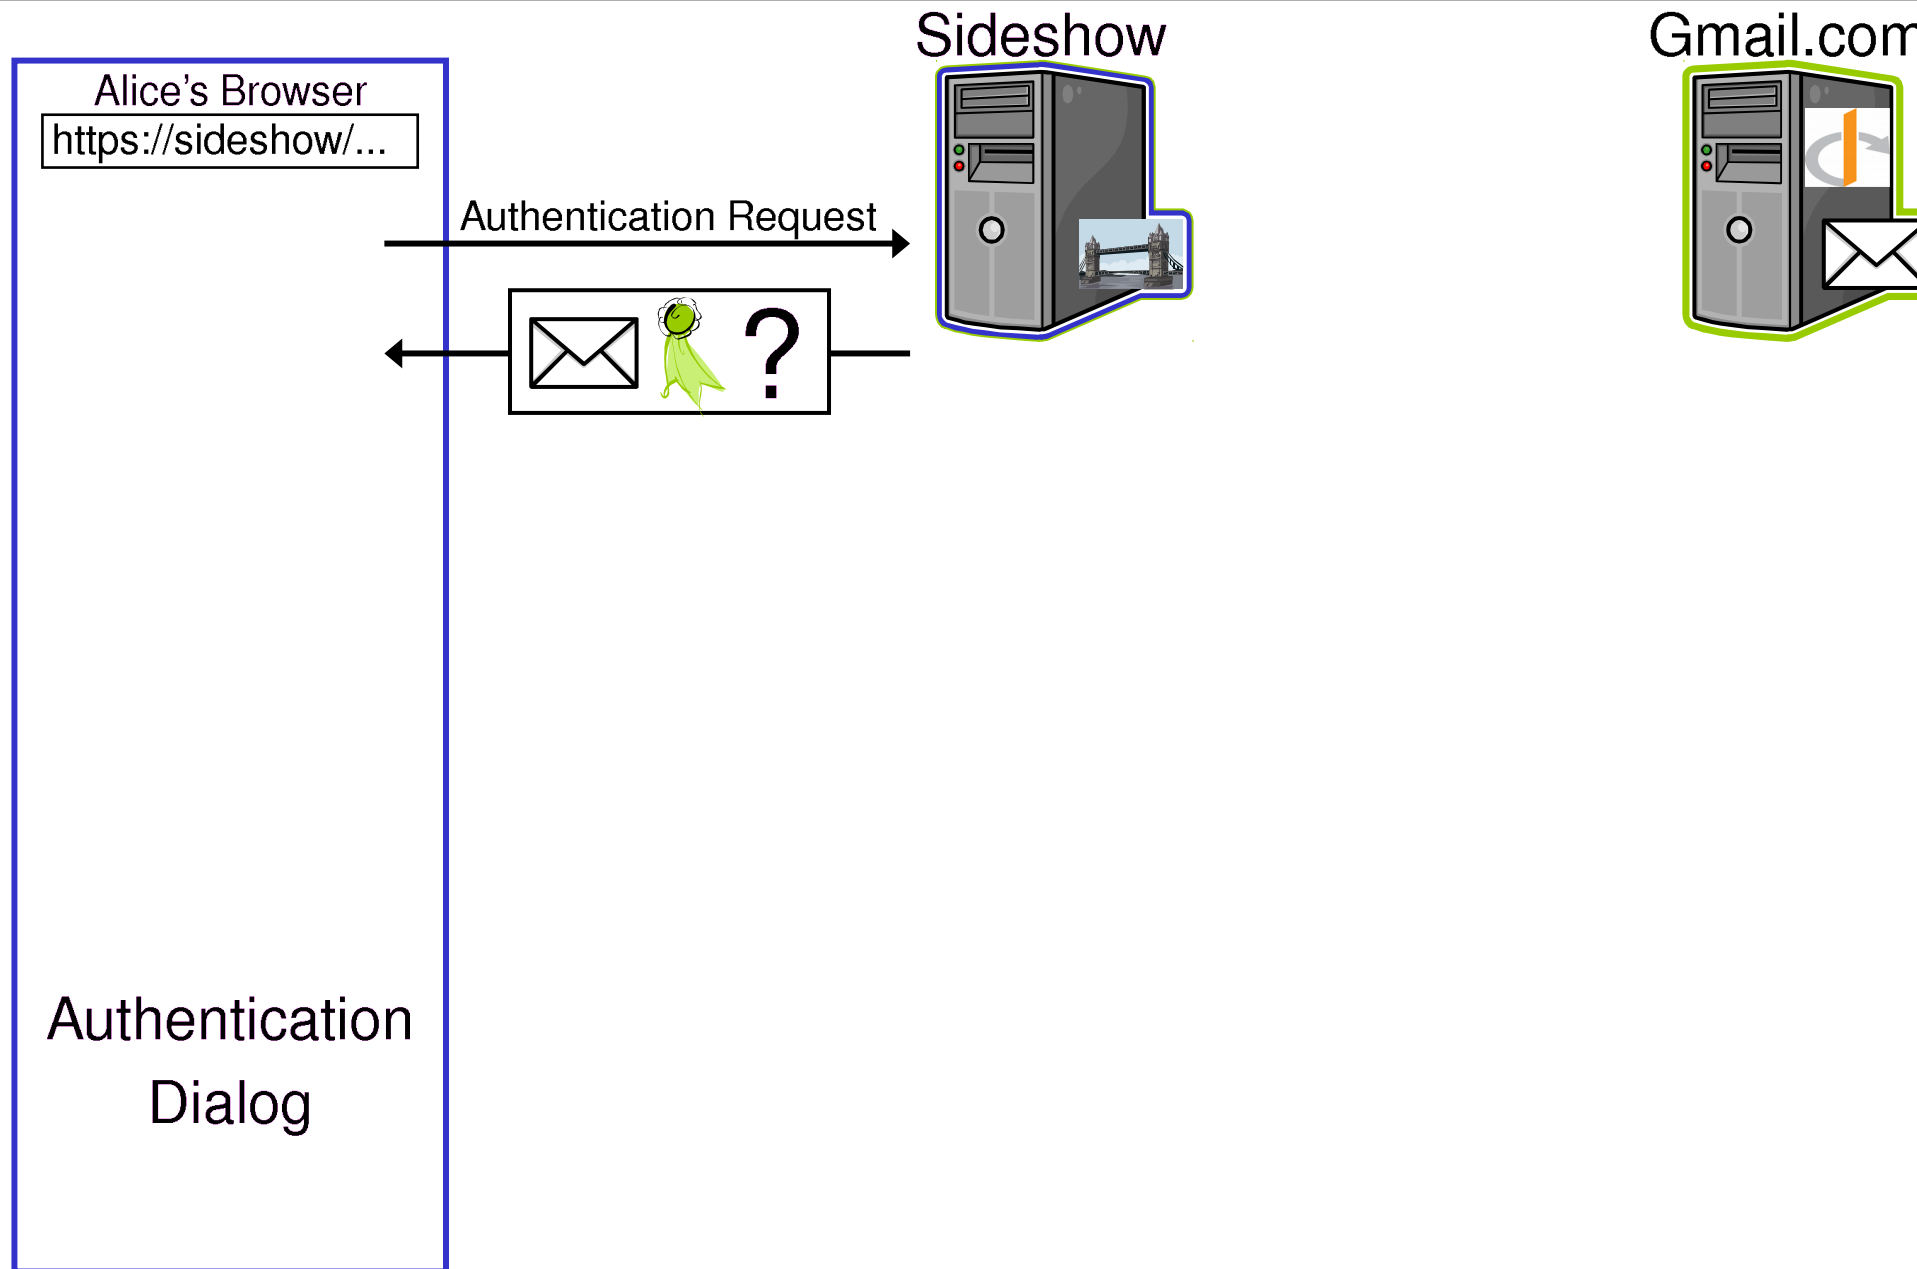 Sideshow
Gmail.com
Alice's Browser
https://sideshow/...
Authentication Request
?
Authentication
Dialog